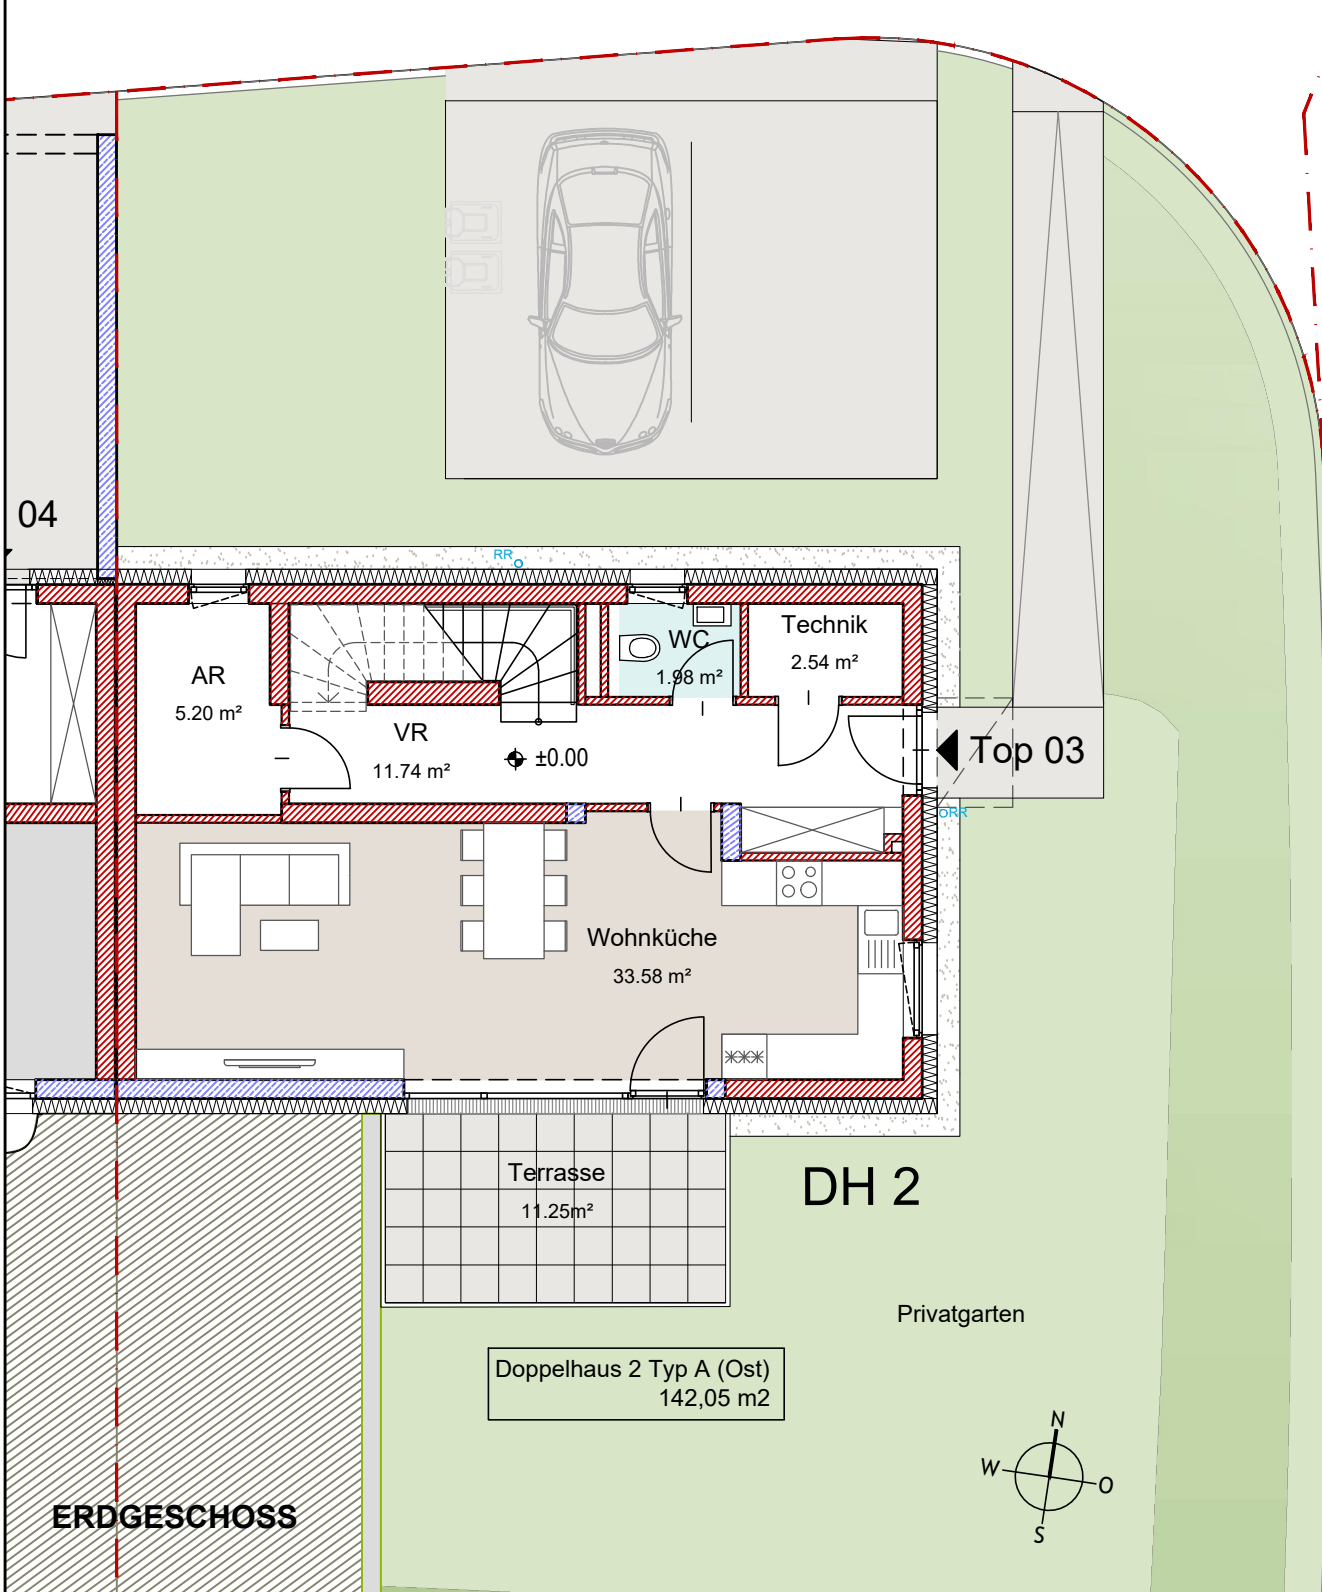 04
RR
AR
5.20 m²
VR
11.74 m²
±0.00
WC
1.98 m²
Technik
2.54 m²
Top 03
RR
Wohnküche
33.58 m²
Terrasse
11.25m²
DH 2
Privatgarten
Doppelhaus 2 Typ A (Ost)
142,05 m2
N
W
O
S
ERDGESCHOSS